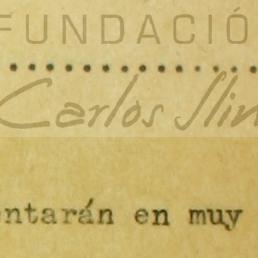 FUNDACIÓ
....................
Carlos Slim
ntarán en muy